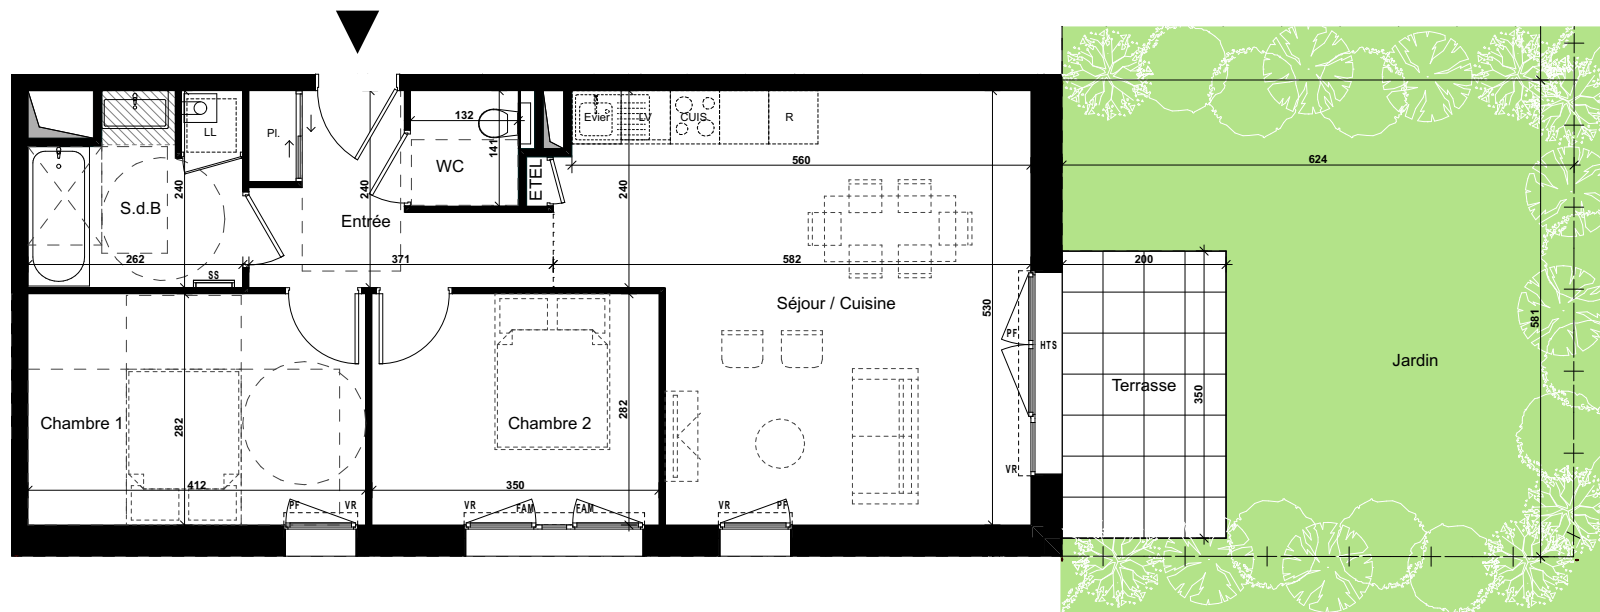 LL
Pl.
132
141
WC
ETEL
Evier
LV
CUIS.
R
560
624
240
S.d.B
240
Entrée
240
262
SS
371
582
200
Séjour / Cuisine
530
PF
HTS
581
Jardin
Terrasse
350
Chambre 1
282
Chambre 2
282
412
350
PF
VR
VR
FAM
FAM
VR
PF
VR